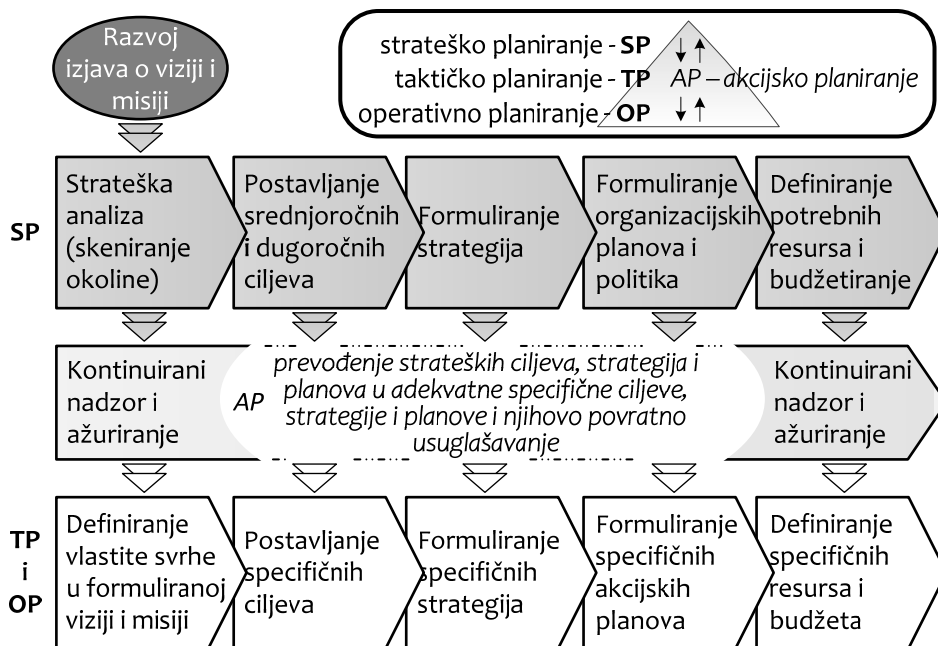 Razvoj
izjava o viziji i
misiji
strateško planiranje - SP
taktičko planiranje - TP AP – akcijsko planiranje
operativno planiranje - OP
SP
Strateška
analiza
(skeniranje
okoline)
Postavljanje
srednjoročnih
i dugoročnih
ciljeva
Formuliranje
strategija
Formuliranje
organizacijskih
planova i
politika
Definiranje
potrebnih
resursa i
budžetiranje
Kontinuirani
nadzor i
ažuriranje
AP
prevođenje strateških ciljeva, strategija i
planova u adekvatne specifične ciljeve,
strategije i planove i njihovo povratno
usuglašavanje
Kontinuirani
nadzor i
ažuriranje
TP
i
OP
Definiranje
vlastite svrhe
u formuliranoj
viziji i misiji
Postavljanje
specifičnih
ciljeva
Formuliranje
specifičnih
strategija
Formuliranje
specifičnih
akcijskih
planova
Definiranje
specifičnih
resursa i
budžeta